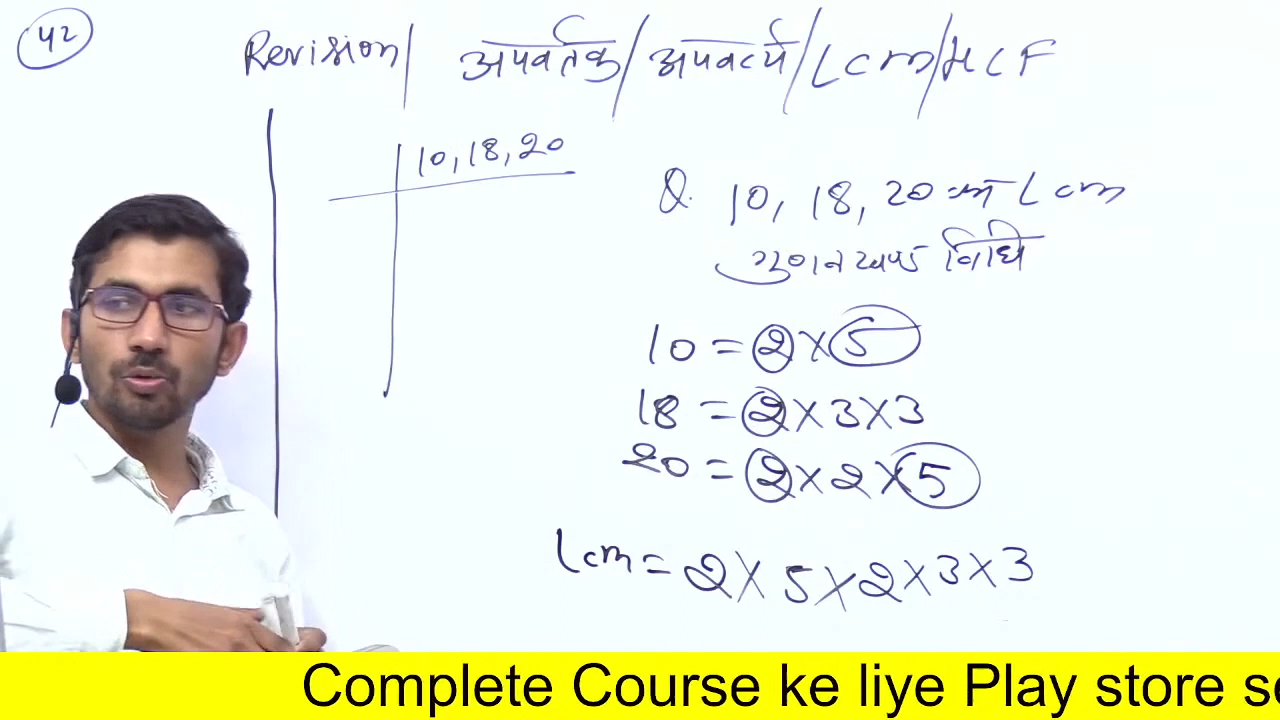 42
Revision/ अपवर्तक/ अपवर्त्य/ Lcm/ HCF
10, 18, 20
Q. 10, 18, 20 का Lcm
गुणनखण्ड विधि
10 = 2×5
18 = 2×3×3
20 = 2×2×5
Lcm = 2×5×2×3×3
Complete Course ke liye Play store se